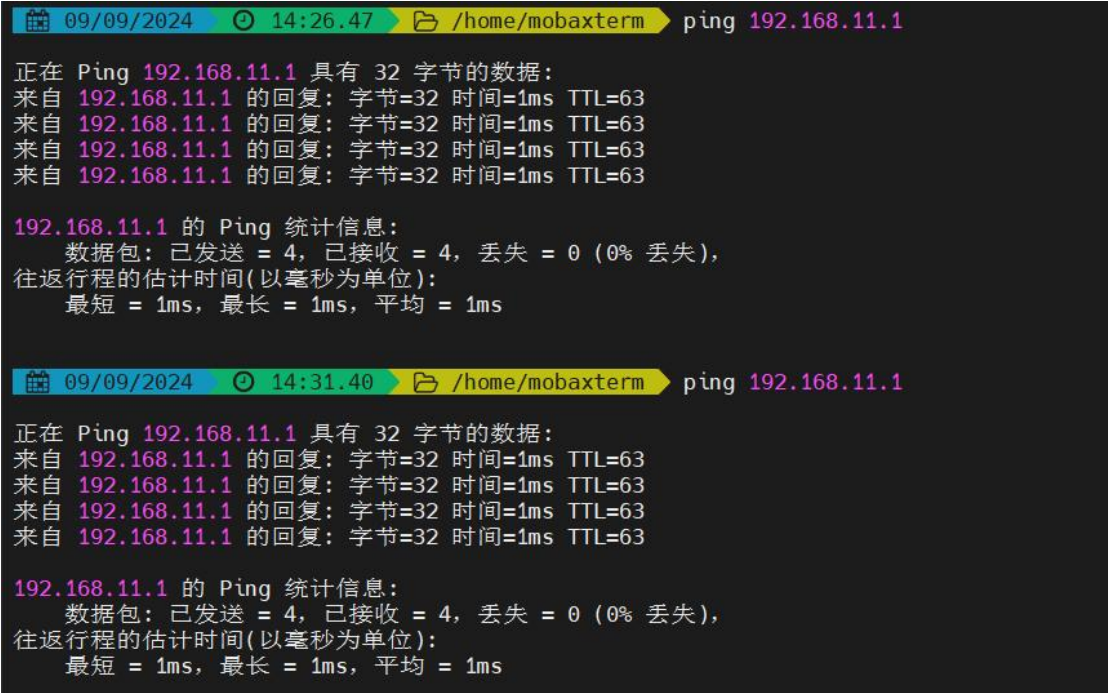 09/09/2024 14:26.47 /home/mobaxterm ping 192.168.11.1
正在 Ping 192.168.11.1 具有 32 字节的数据:
来自 192.168.11.1 的回复: 字节=32 时间=1ms TTL=63
来自 192.168.11.1 的回复: 字节=32 时间=1ms TTL=63
来自 192.168.11.1 的回复: 字节=32 时间=1ms TTL=63
来自 192.168.11.1 的回复: 字节=32 时间=1ms TTL=63
192.168.11.1 的 Ping 统计信息:
数据包: 已发送 = 4，已接收 = 4，丢失 = 0 (0% 丢失)，
往返行程的估计时间(以毫秒为单位):
最短 = 1ms，最长 = 1ms，平均 = 1ms
09/09/2024 14:31.40 /home/mobaxterm ping 192.168.11.1
正在 Ping 192.168.11.1 具有 32 字节的数据:
来自 192.168.11.1 的回复: 字节=32 时间=1ms TTL=63
来自 192.168.11.1 的回复: 字节=32 时间=1ms TTL=63
来自 192.168.11.1 的回复: 字节=32 时间=1ms TTL=63
来自 192.168.11.1 的回复: 字节=32 时间=1ms TTL=63
192.168.11.1 的 Ping 统计信息:
数据包: 已发送 = 4，已接收 = 4，丢失 = 0 (0% 丢失)，
往返行程的估计时间(以毫秒为单位):
最短 = 1ms，最长 = 1ms，平均 = 1ms